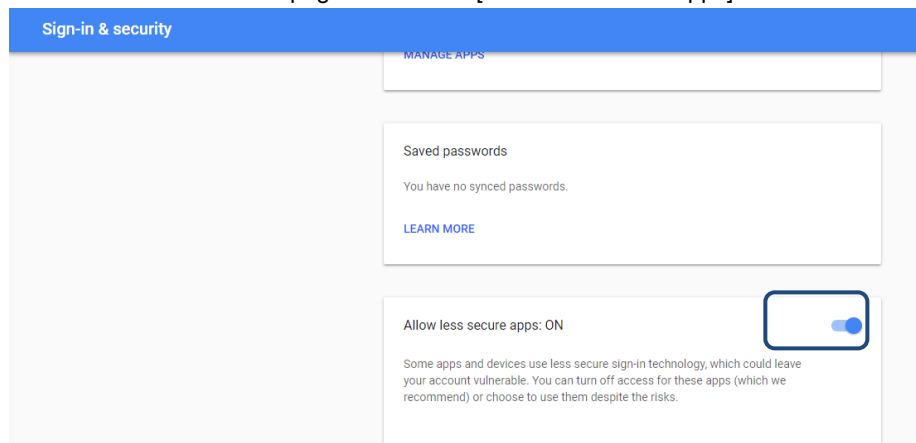 Sign-in & security
MANAGE APPS
Saved passwords
You have no synced passwords.
LEARN MORE
Allow less secure apps: ON
Some apps and devices use less secure sign-in technology, which could leave
your account vulnerable. You can turn off access for these apps (which we
recommend) or choose to use them despite the risks.